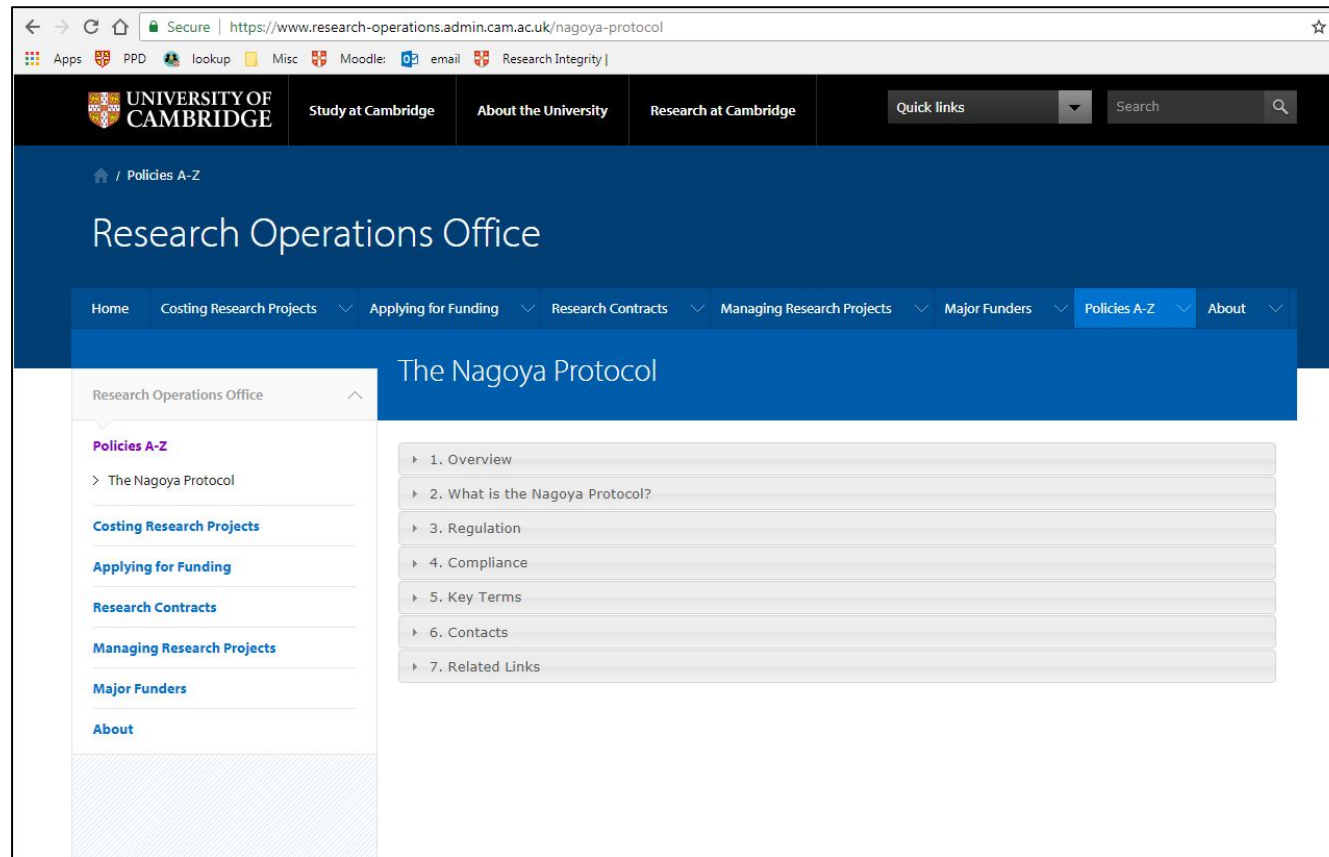 Secure | https://www.research-operations.admin.cam.ac.uk/nagoya-protocol
Apps PPD lookup Misc Moodle: email Research Integrity |
UNIVERSITY OF
CAMBRIDGE
Study at Cambridge About the University Research at Cambridge Quick links Search
/ Policies A-Z
Research Operations Office
Home Costing Research Projects Applying for Funding Research Contracts Managing Research Projects Major Funders Policies A-Z About
The Nagoya Protocol
Research Operations Office
Policies A-Z
> The Nagoya Protocol
Costing Research Projects
Applying for Funding
Research Contracts
Managing Research Projects
Major Funders
About
1. Overview
2. What is the Nagoya Protocol?
3. Regulation
4. Compliance
5. Key Terms
6. Contacts
7. Related Links